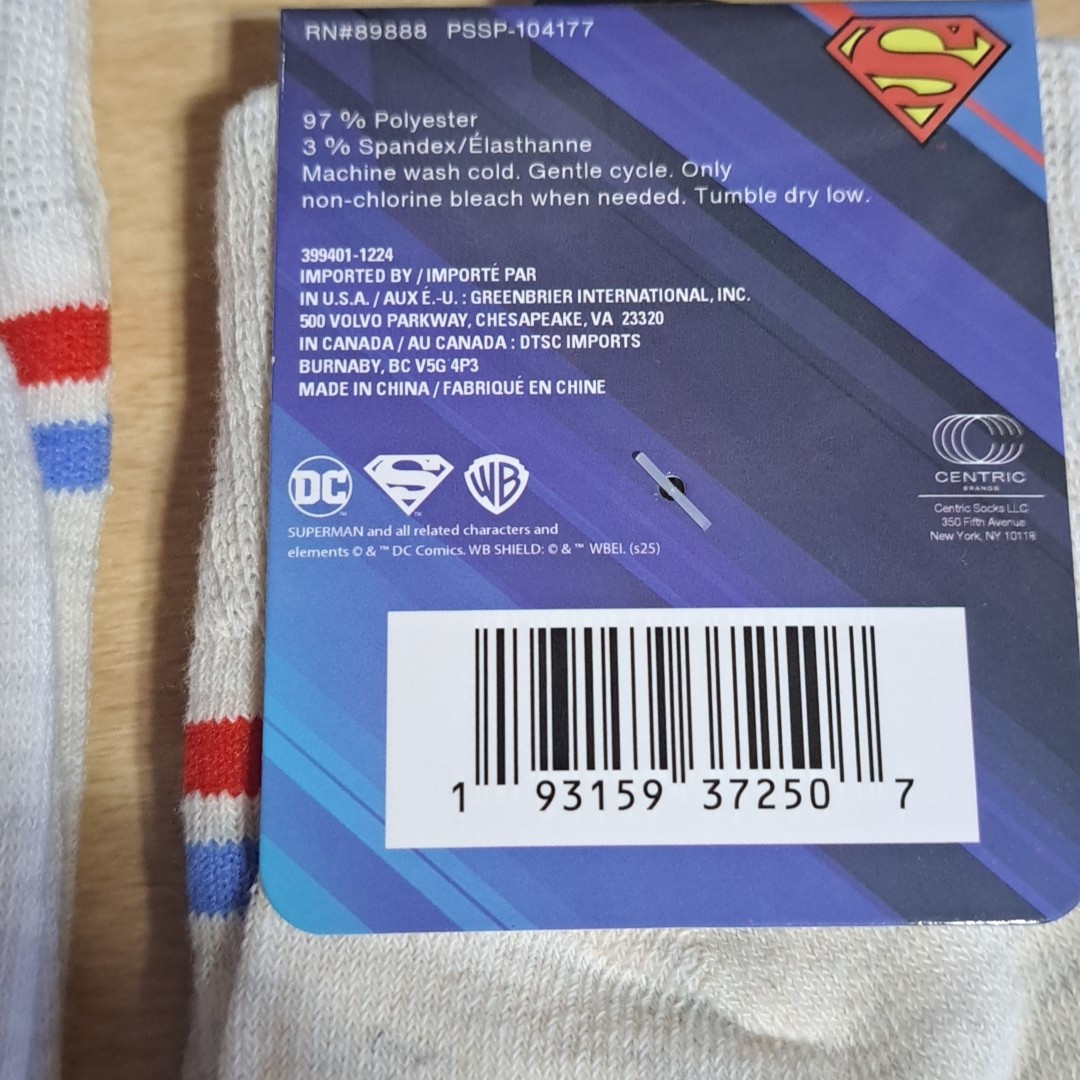 RN#89888 PSSP-104177
97 % Polyester
3 % Spandex/Élasthanne
Machine wash cold. Gentle cycle. Only
non-chlorine bleach when needed. Tumble dry low.
399401-1224
IMPORTED BY / IMPORTÉ PAR
IN U.S.A. / AUX É.-U. : GREENBRIER INTERNATIONAL, INC.
500 VOLVO PARKWAY, CHESAPEAKE, VA 23320
IN CANADA / AU CANADA : DTSC IMPORTS
BURNABY, BC V5G 4P3
MADE IN CHINA / FABRIQUÉ EN CHINE
DC S WB
SUPERMAN and all related characters and
elements © & ™ DC Comics. WB SHIELD: © & ™ WBEI. (s25)
CENTRIC
BRANDS
Centric Socks LLC
350 Fifth Avenue
New York, NY 10118
1 93159 37250 7